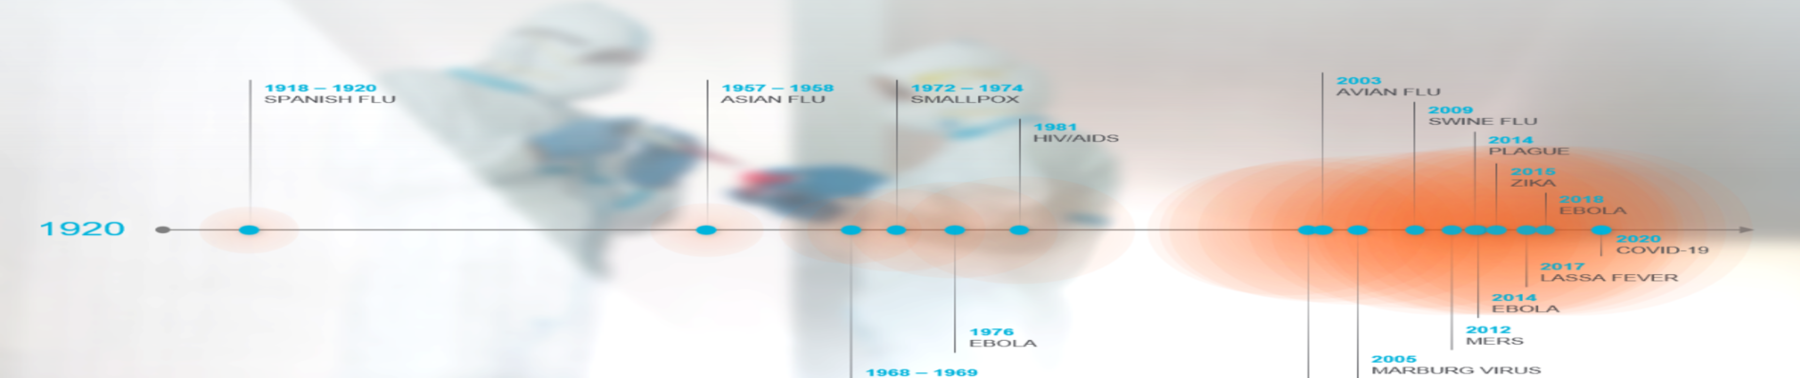 1920
1918 – 1920
SPANISH FLU
1957 – 1958
ASIAN FLU
1972 – 1974
SMALLPOX
1981
HIV/AIDS
2003
AVIAN FLU
2009
SWINE FLU
2014
PLAGUE
2015
ZIKA
2018
EBOLA
2020
COVID-19
2017
LASSA FEVER
2014
EBOLA
2012
MERS
2005
MARBURG VIRUS
1976
EBOLA
1968 – 1969